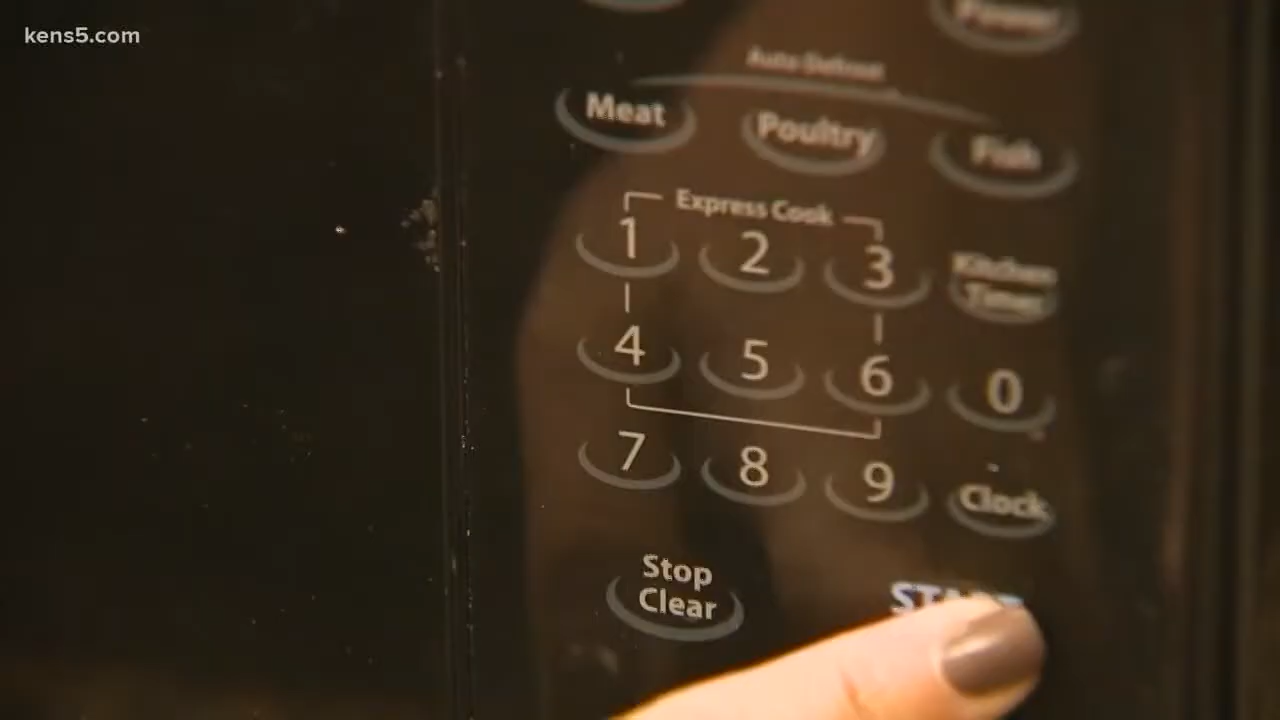 kens5.com
Power
Auto Defrost
Meat Poultry Fish
Express Cook
1 2 3 Kitchen Timer
4 5 6 0
7 8 9 Clock
Stop
Clear
START